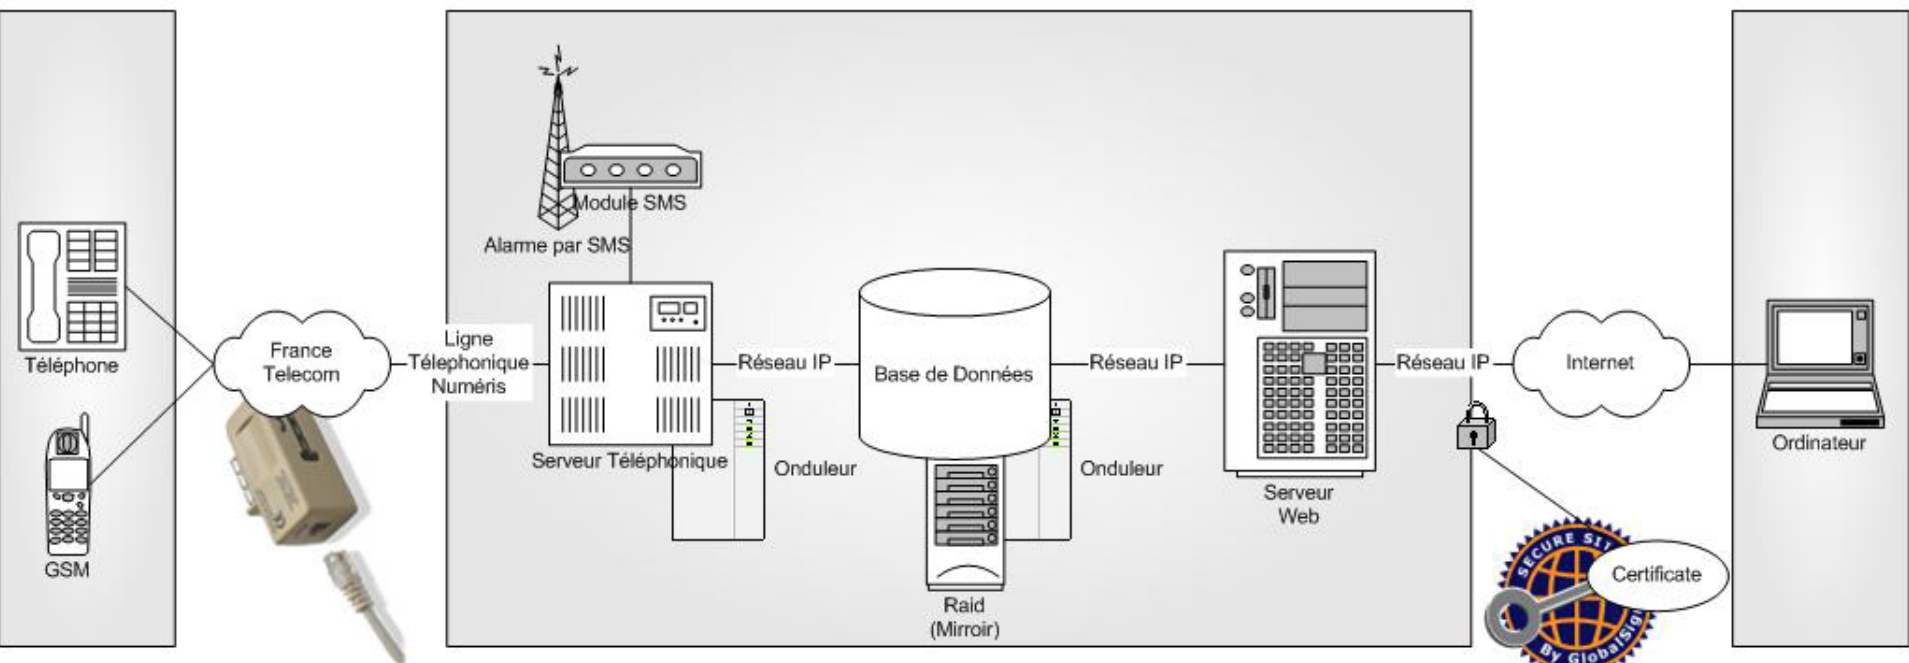 Module SMS
Alarme par SMS
Téléphone
GSM
France
Telecom
Ligne
Télephonique
Numéris
Serveur Téléphonique
Onduleur
Réseau IP
Base de Données
Raid
(Mirroir)
Onduleur
Réseau IP
Serveur
Web
Réseau IP
Internet
Ordinateur
SECURE SIT
Certificate
By GlobalSig